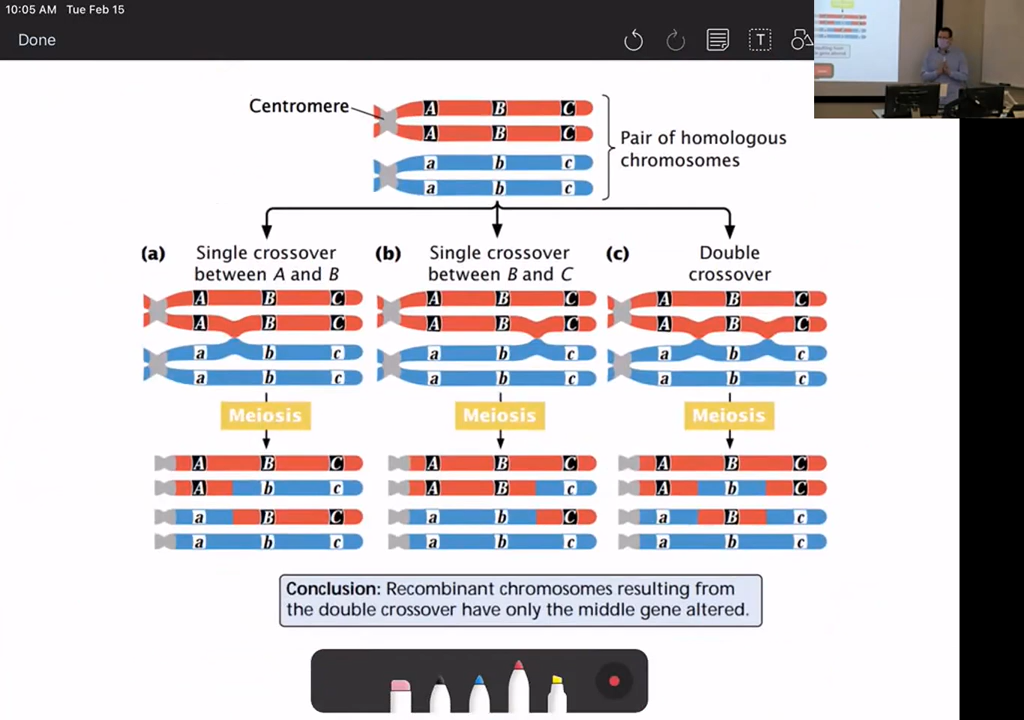 10:05 AM Tue Feb 15
Done
T
Centromere
A B C
A B C
a b c
a b c
Pair of homologous
chromosomes
(a) Single crossover
between A and B
(b) Single crossover
between B and C
(c) Double
crossover
A B C
A B C
a b c
a b c
A B C
A B C
a b c
a b c
A B C
A B C
a b c
a b c
Meiosis
Meiosis
Meiosis
A B C
A b c
a B C
a b c
A B C
A B c
a b C
a b c
A B C
A b C
a B c
a b c
Conclusion: Recombinant chromosomes resulting from
the double crossover have only the middle gene altered.